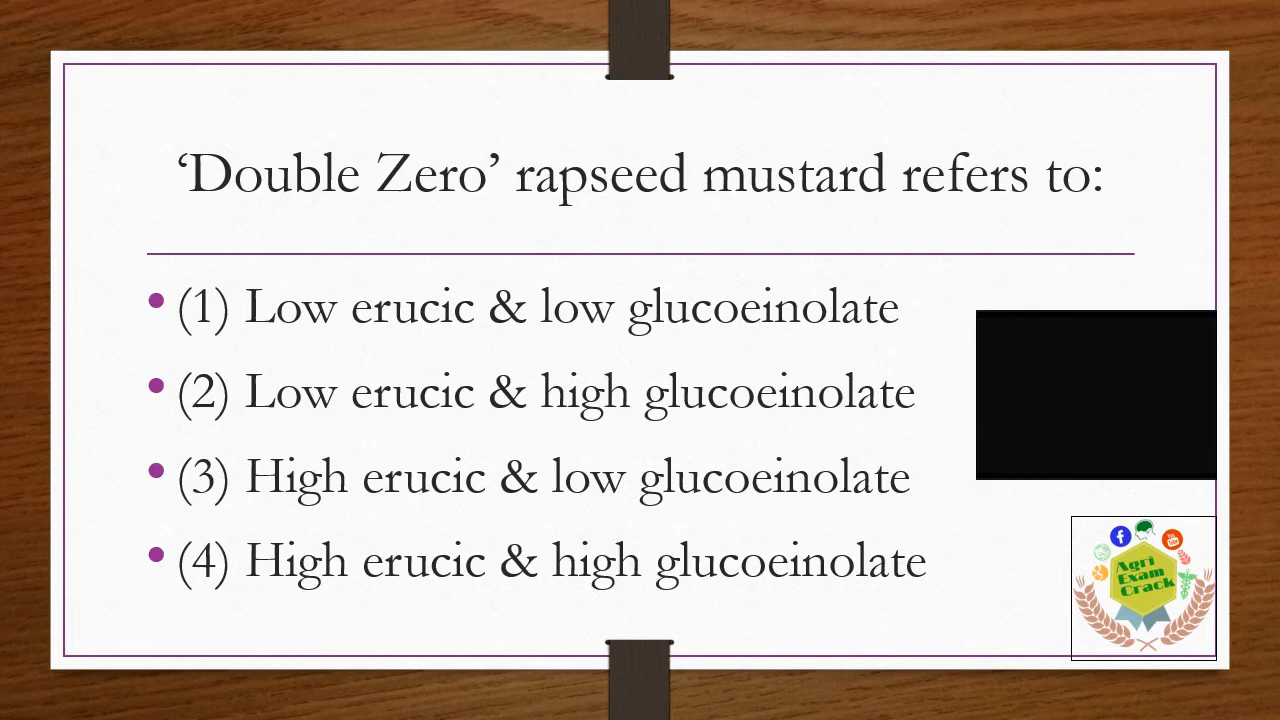 ‘Double Zero’ rapseed mustard refers to:
• (1) Low erucic & low glucoeinolate
• (2) Low erucic & high glucoeinolate
• (3) High erucic & low glucoeinolate
• (4) High erucic & high glucoeinolate
Agri
Exam
Crack